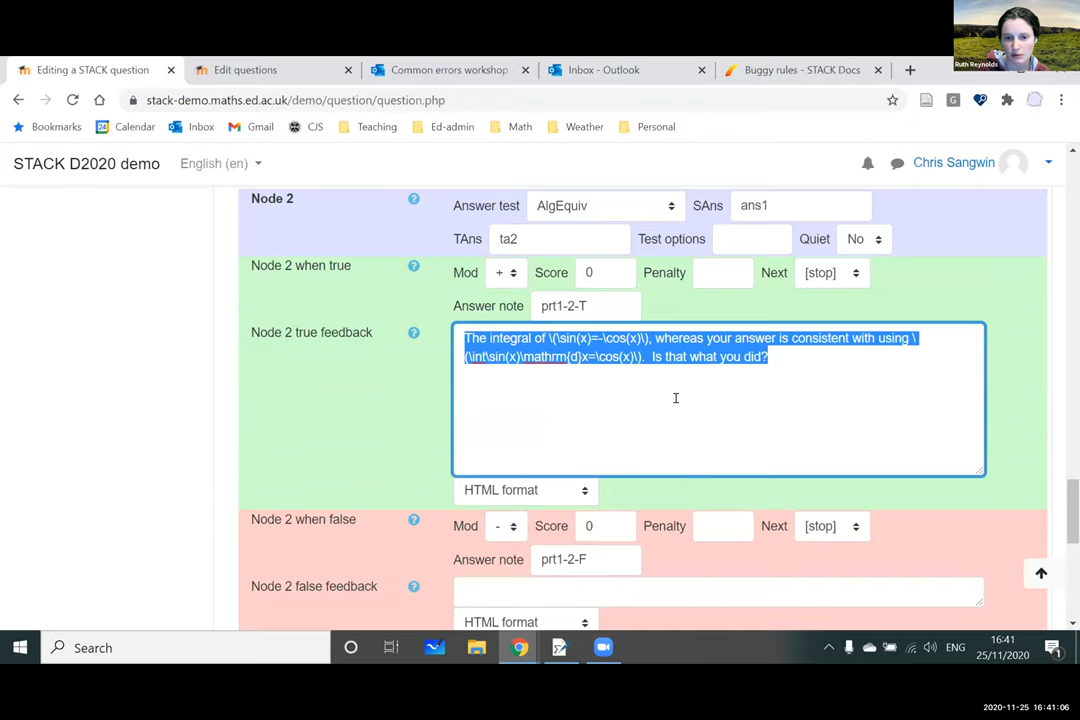 Ruth Reynolds
Editing a STACK question
Edit questions
Common errors workshop
Inbox - Outlook
Buggy rules - STACK Docs
stack-demo.maths.ed.ac.uk/demo/question/question.php
Bookmarks
Calendar
Inbox
Gmail
CJS
Teaching
Ed-admin
Math
Weather
Personal
STACK D2020 demo
English (en)
Chris Sangwin
Node 2
Answer test AlgEquiv SAns ans1
TAns ta2 Test options Quiet No
Node 2 when true
Mod + Score 0 Penalty Next [stop]
Answer note prt1-2-T
Node 2 true feedback
The integral of \(\sin(x)=-\cos(x)\), whereas your answer is consistent with using \
(\int\sin(x)\mathrm{d}x=\cos(x)\). Is that what you did?
HTML format
Node 2 when false
Mod - Score 0 Penalty Next [stop]
Answer note prt1-2-F
Node 2 false feedback
HTML format
Search
ENG
16:41
25/11/2020
1
2020-11-25 16:41:06